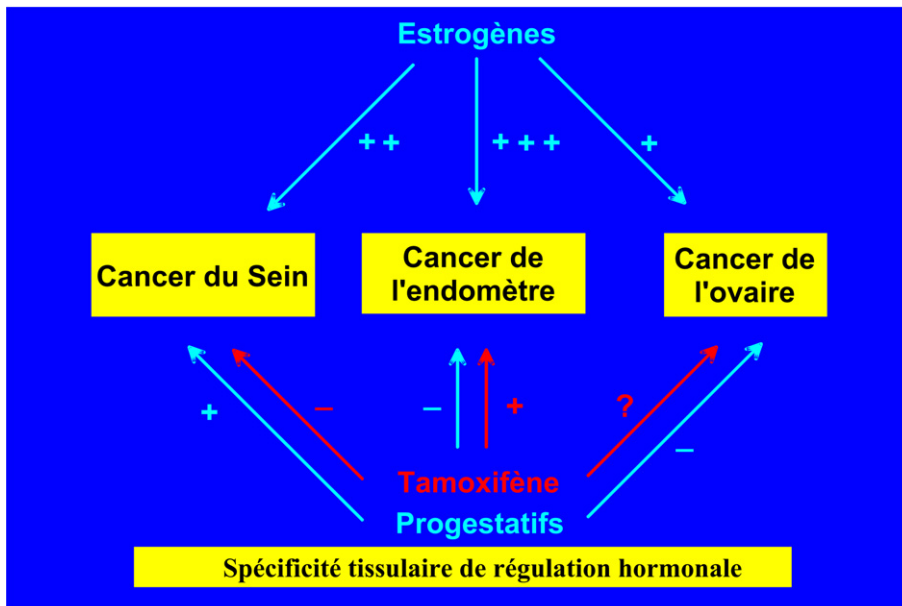 Estrogènes
+ +
+ + +
+
Cancer du Sein
Cancer de
l'endomètre
Cancer de
l'ovaire
+
–
–
+
?
–
Tamoxifène
Progestatifs
Spécificité tissulaire de régulation hormonale